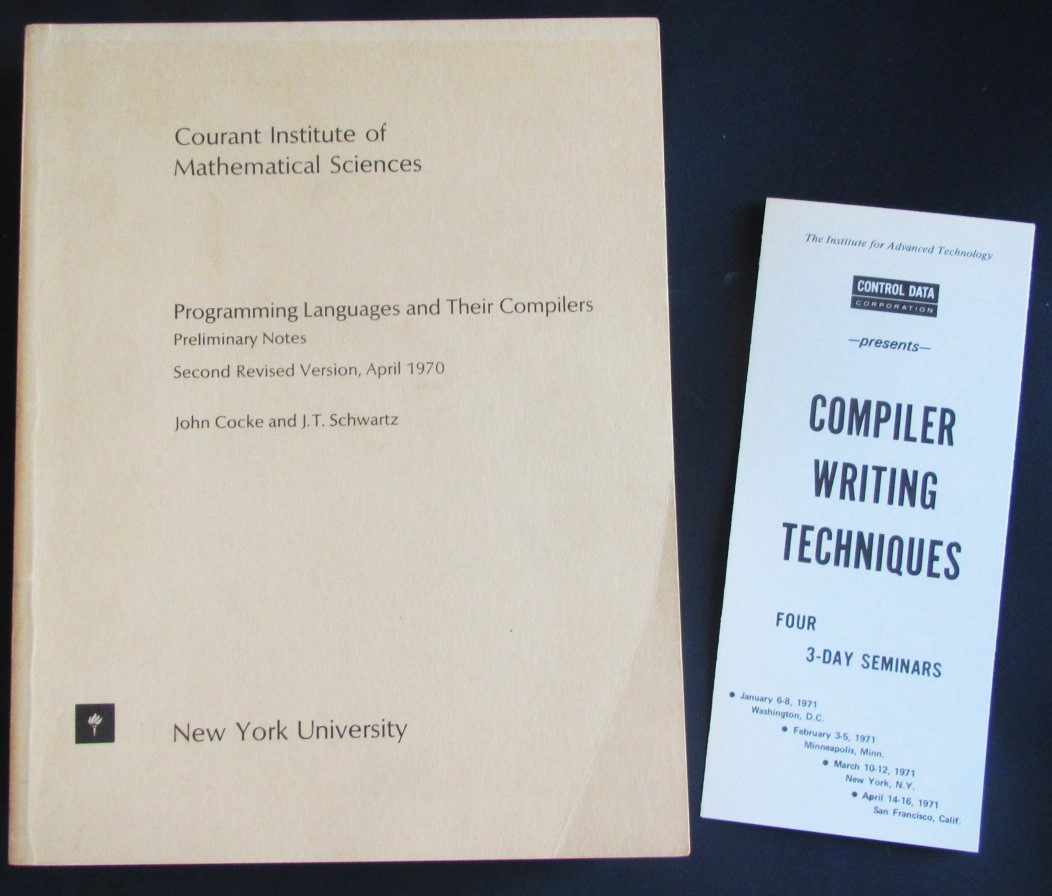 Courant Institute of
Mathematical Sciences
Programming Languages and Their Compilers
Preliminary Notes
Second Revised Version, April 1970
John Cocke and J.T. Schwartz
New York University
The Institute for Advanced Technology
CONTROL DATA
CORPORATION
—presents—
COMPILER
WRITING
TECHNIQUES
FOUR
3-DAY SEMINARS
● January 6-8, 1971
Washington, D.C.
● February 3-5, 1971
Minneapolis, Minn.
● March 10-12, 1971
New York, N.Y.
● April 14-16, 1971
San Francisco, Calif.